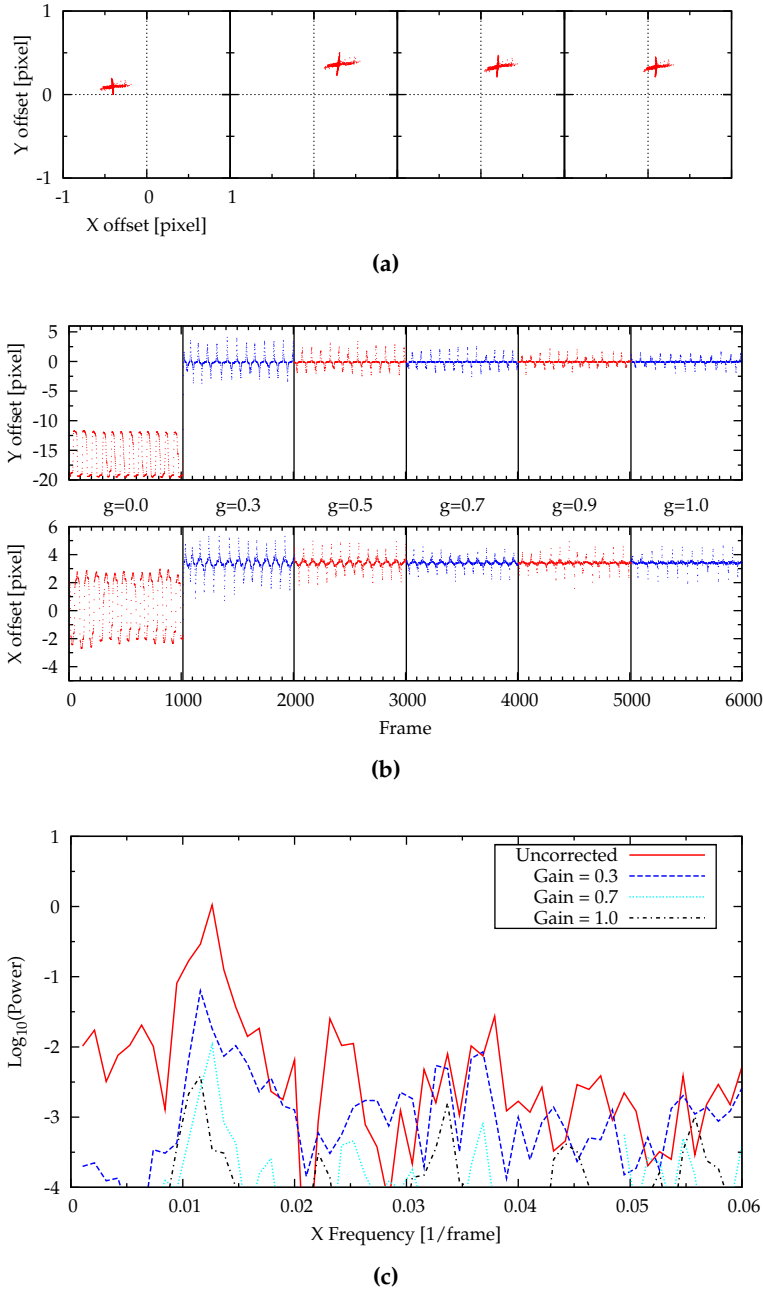 1
0
-1
Y offset [pixel]
-1 0 1
X offset [pixel]
(a)
5
0
-5
-10
-15
-20
Y offset [pixel]
g=0.0 g=0.3 g=0.5 g=0.7 g=0.9 g=1.0
6
4
2
0
-2
-4
X offset [pixel]
0 1000 2000 3000 4000 5000 6000
Frame
(b)
1
0
-1
-2
-3
-4
Log10(Power)
Uncorrected
Gain = 0.3
Gain = 0.7
Gain = 1.0
0 0.01 0.02 0.03 0.04 0.05 0.06
X Frequency [1/frame]
(c)